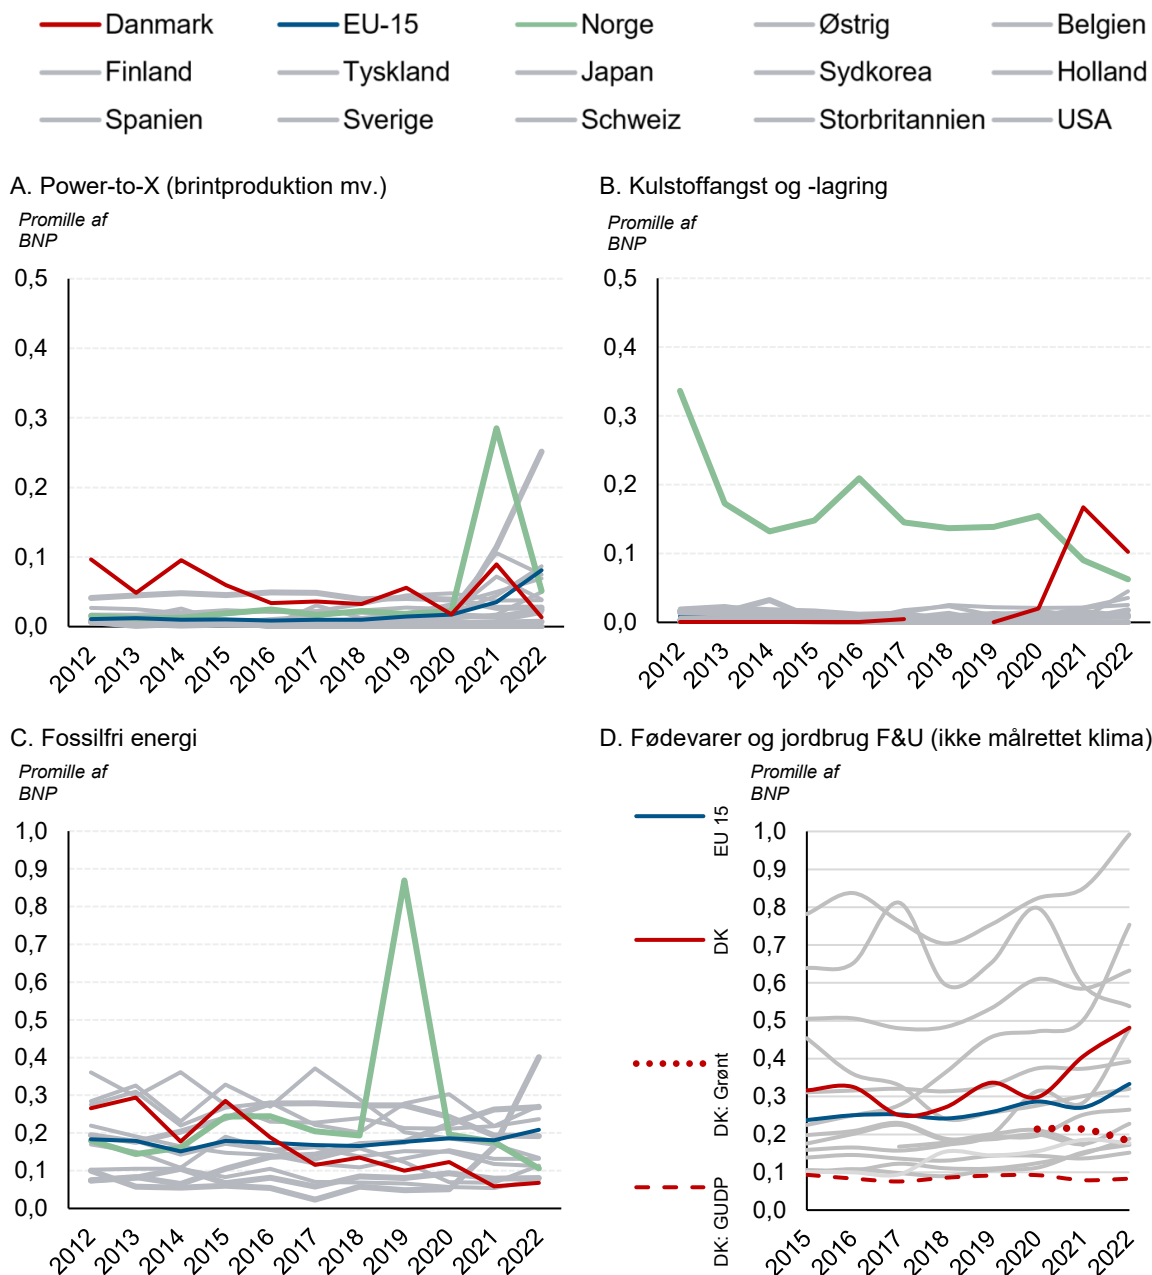 Danmark EU-15 Norge Østrig Belgien
Finland Tyskland Japan Sydkorea Holland
Spanien Sverige Schweiz Storbritannien USA
A. Power-to-X (brintproduktion mv.)
Promille af
BNP
0,5
0,4
0,3
0,2
0,1
0,0
2012 2013 2014 2015 2016 2017 2018 2019 2020 2021 2022
B. Kulstoffangst og -lagring
Promille af
BNP
0,5
0,4
0,3
0,2
0,1
0,0
2012 2013 2014 2015 2016 2017 2018 2019 2020 2021 2022
C. Fossilfri energi
Promille af
BNP
1,0
0,9
0,8
0,7
0,6
0,5
0,4
0,3
0,2
0,1
0,0
2012 2013 2014 2015 2016 2017 2018 2019 2020 2021 2022
D. Fødevarer og jordbrug F&U (ikke målrettet klima)
Promille af
BNP
EU 15
DK
DK: Grønt
DK: GUDP
1,0
0,9
0,8
0,7
0,6
0,5
0,4
0,3
0,2
0,1
0,0
2015 2016 2017 2018 2019 2020 2021 2022